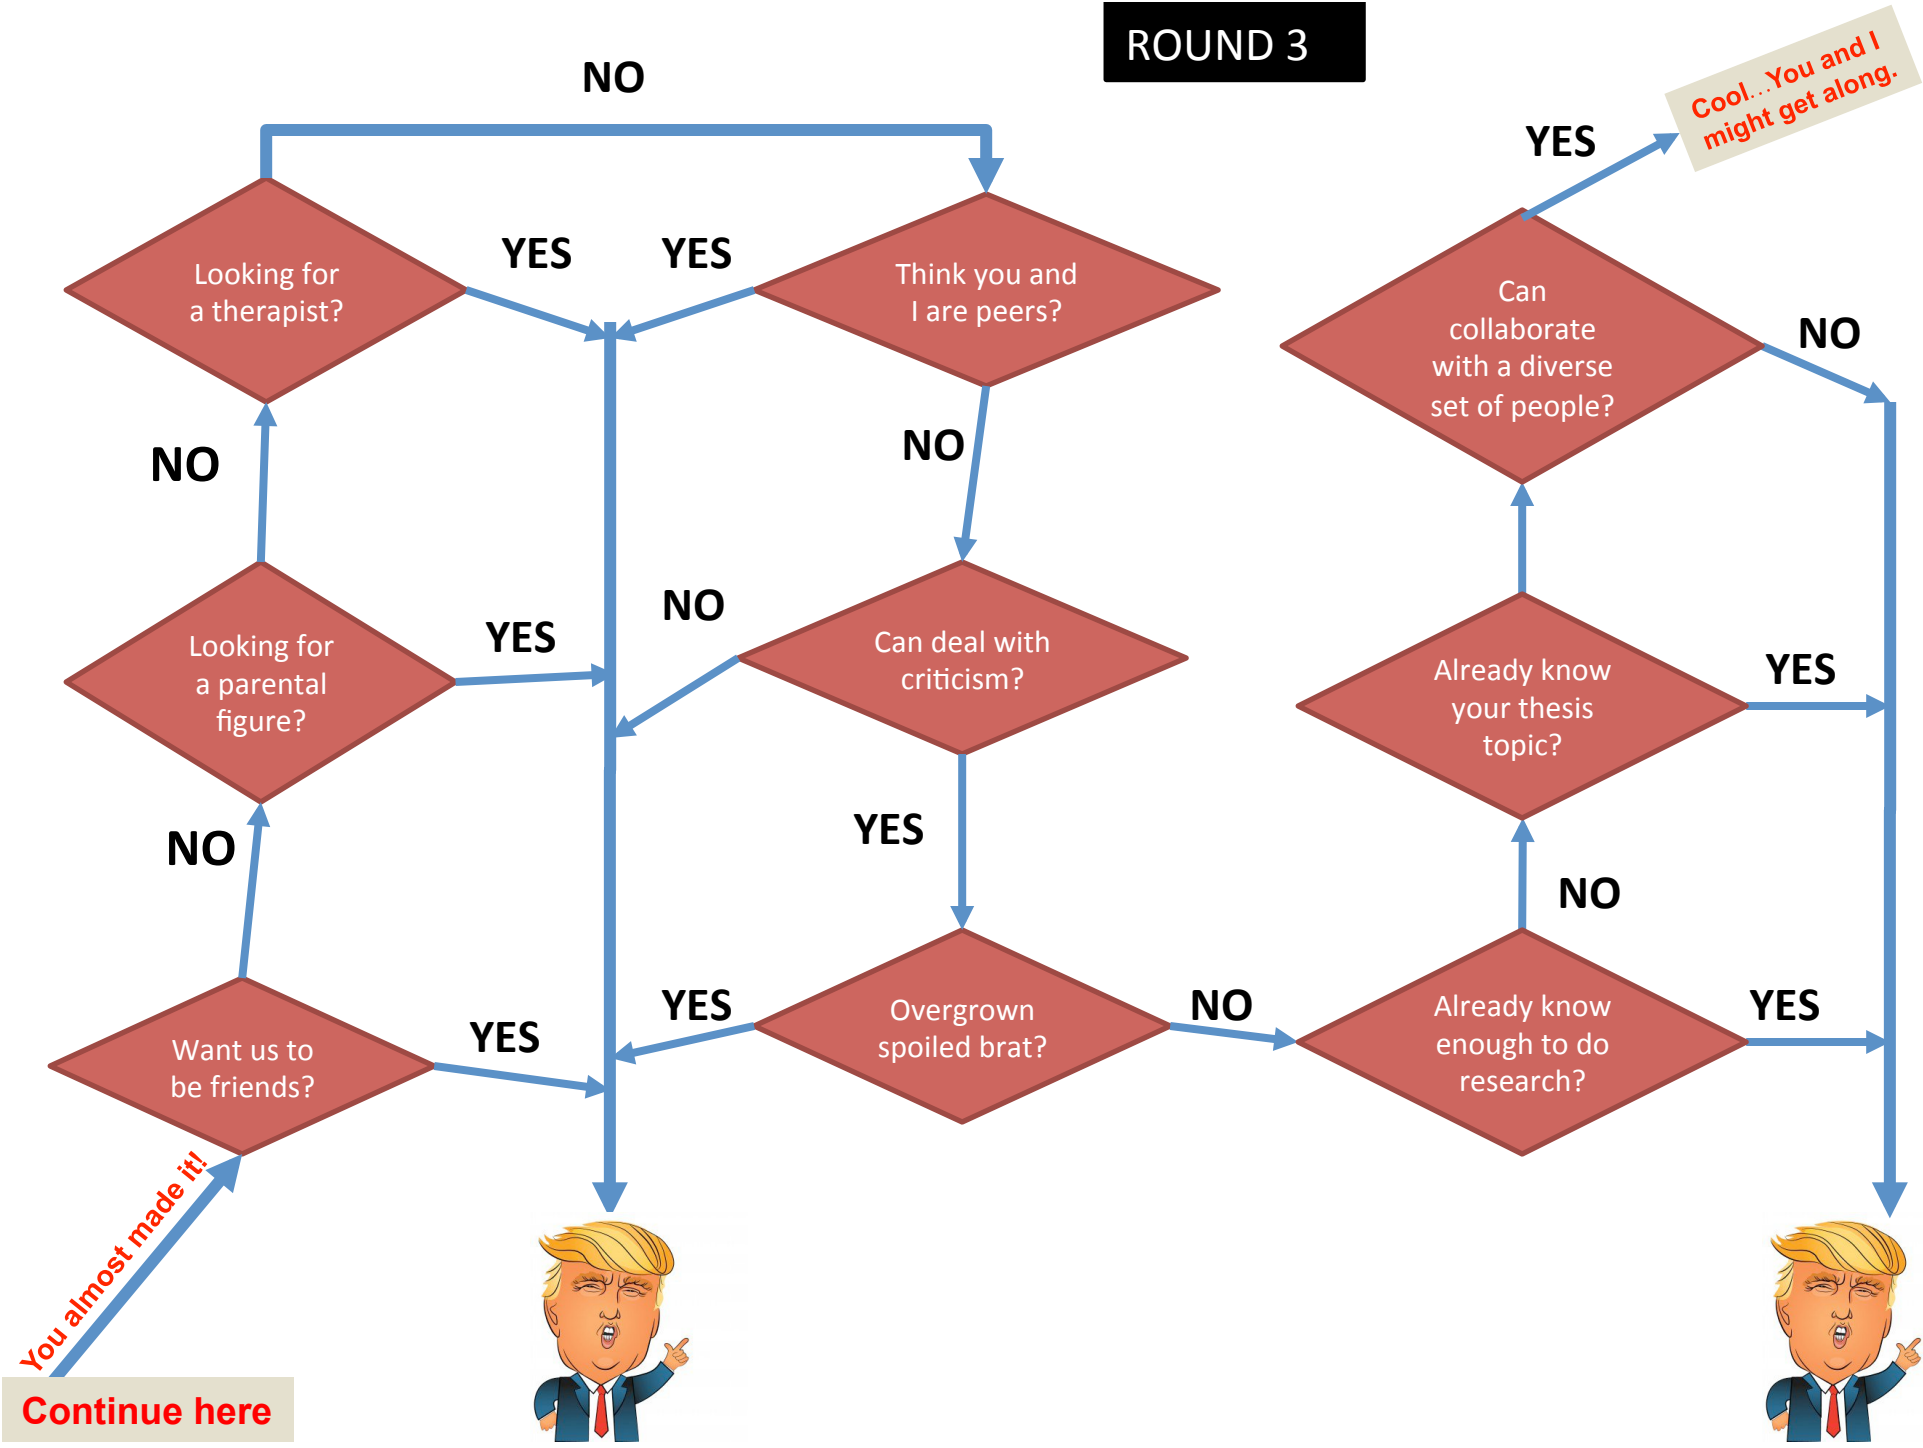 ROUND 3
NO
Cool...You and I
might get along.
YES
Looking for
a therapist?
YES
YES
Think you and
I are peers?
Can
collaborate
with a diverse
set of people?
NO
NO
NO
Looking for
a parental
figure?
YES
NO
Can deal with
criticism?
Already know
your thesis
topic?
YES
NO
YES
NO
Want us to
be friends?
YES
YES
Overgrown
spoiled brat?
NO
Already know
enough to do
research?
YES
You almost made it!
Continue here